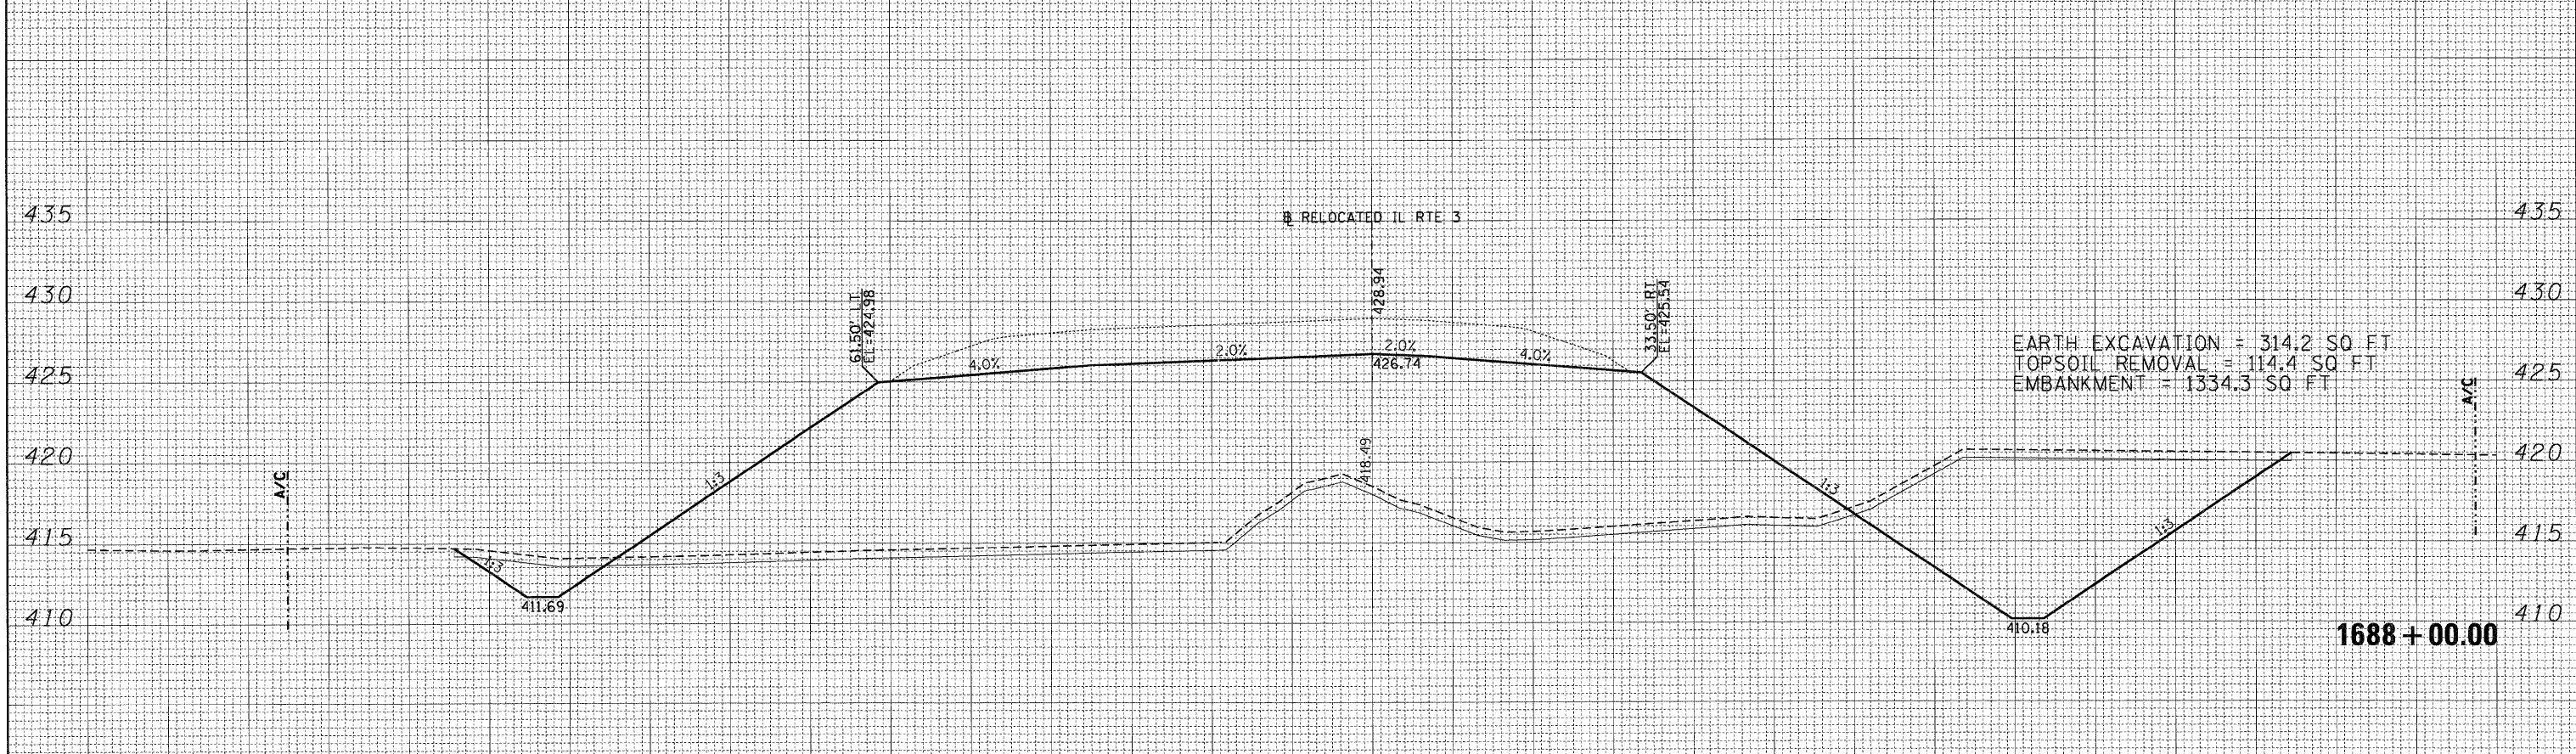 435
435
℄ RELOCATED IL RTE 3
430
430
428.94
61.50' LT
EL=424.98
33.50' RT
EL=425.54
EARTH EXCAVATION = 314.2 SQ FT
TOPSOIL REMOVAL = 114.4 SQ FT
EMBANKMENT = 1334.3 SQ FT
425
4.0%
2.0%
2.0%
426.74
4.0%
425
A/C
420
418.49
420
A/C
1:3
1:3
415
1:3
1:3
415
411.69
410
410.18
410
1688+00.00